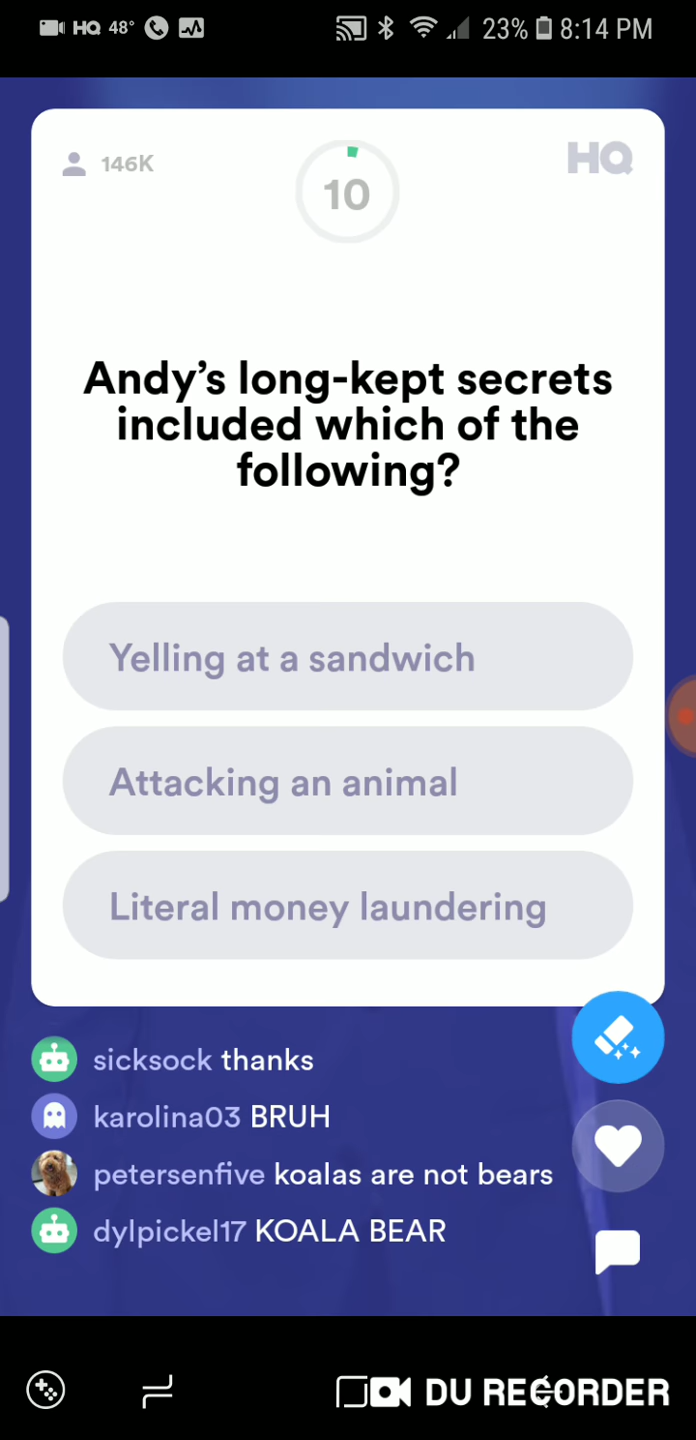 HQ 48° 23% 8:14 PM
146K 10 HQ
Andy's long-kept secrets
included which of the
following?
Yelling at a sandwich
Attacking an animal
Literal money laundering
sicksock thanks
karolina03 BRUH
petersenfive koalas are not bears
dylpickel17 KOALA BEAR
DU RECORDER